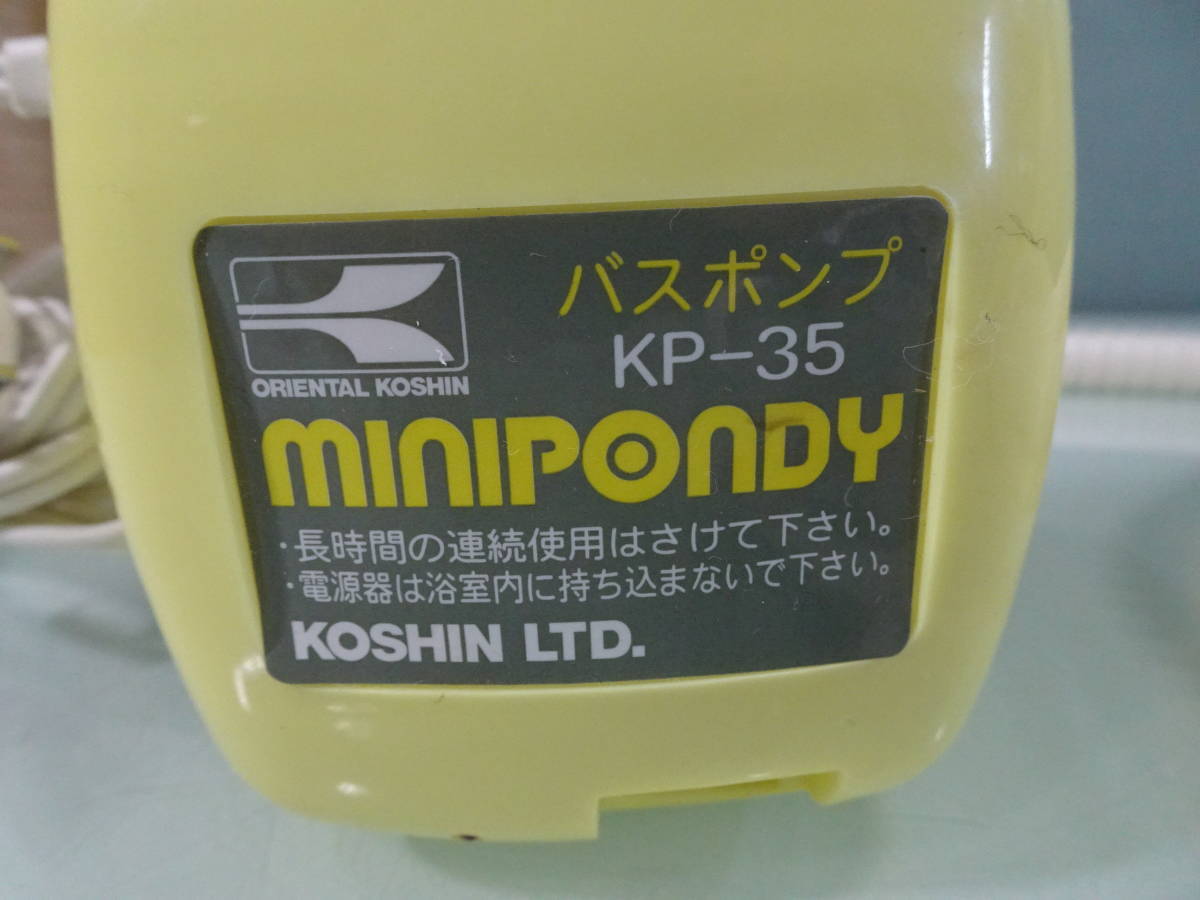 ORIENTAL KOSHIN
バスポンプ
KP-35
MINIPONDY
・長時間の連続使用はさけて下さい。
・電源器は浴室内に持ち込まないで下さい。
KOSHIN LTD.